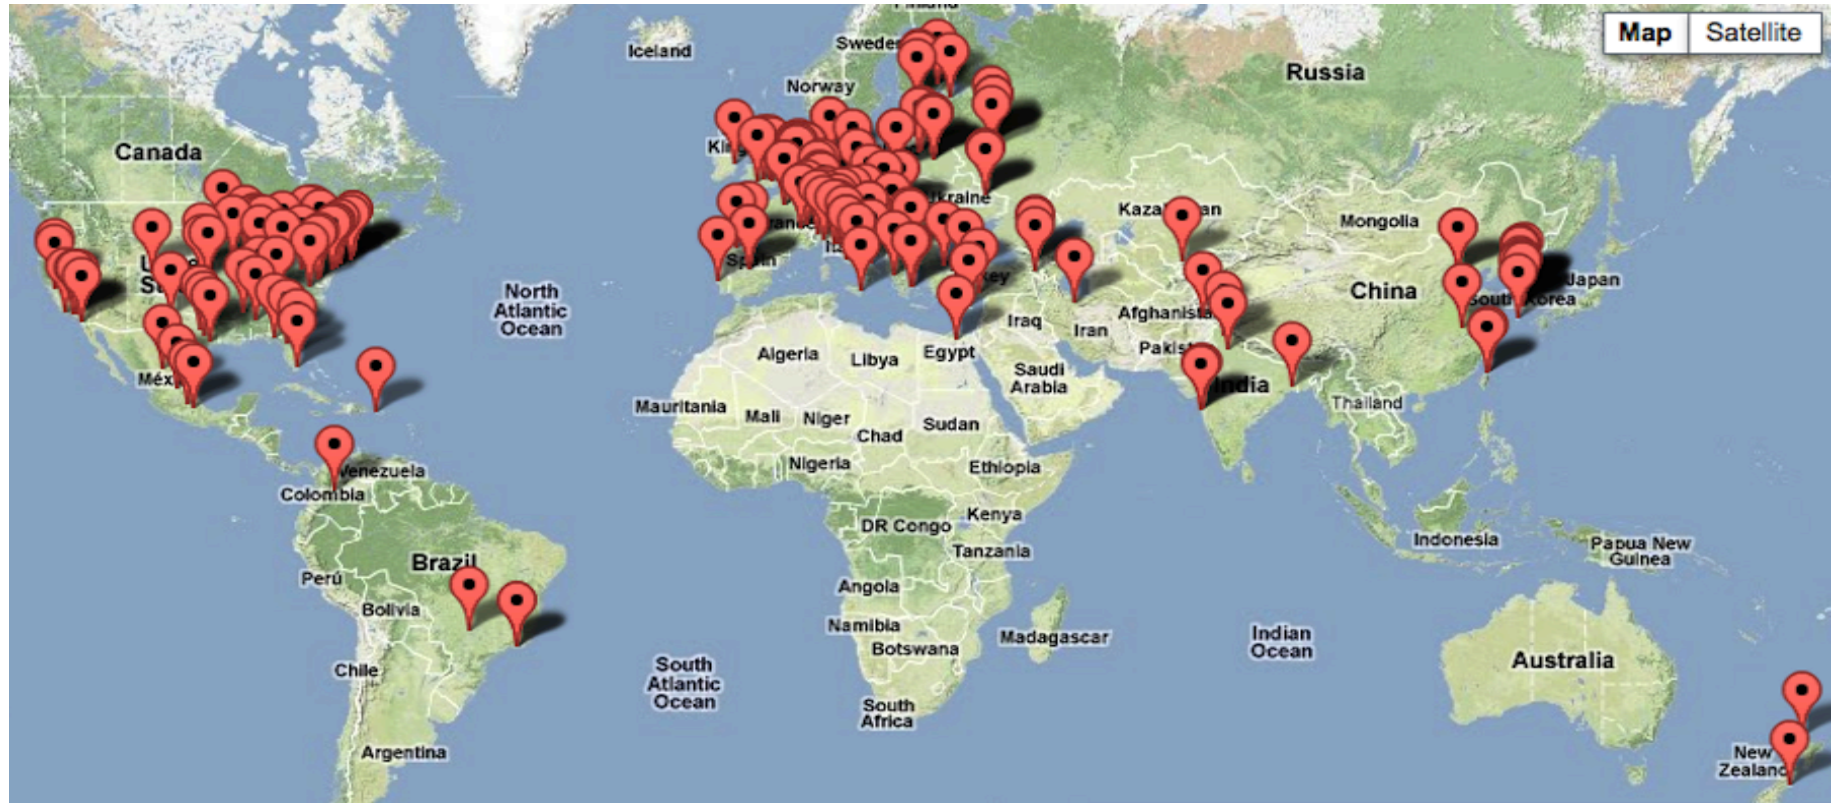 Finland
Map
Satellite
Iceland
Sweden
Russia
Norway
Canada
Ukraine
Kazakhstan
Mongolia
Japan
China
South Korea
North
Atlantic
Ocean
Iraq
Iran
Afghanistan
Algeria
Libya
Egypt
Saudi
Arabia
India
Thailand
Mauritania
Mali
Niger
Chad
Sudan
Nigeria
Ethiopia
Venezuela
Colombia
DR Congo
Kenya
Tanzania
Indonesia
Papua New
Guinea
Brazil
Perú
Bolivia
Angola
Namibia
Botswana
Madagascar
Indian
Ocean
Australia
Chile
South
Atlantic
Ocean
South
Africa
Argentina
New
Zealand